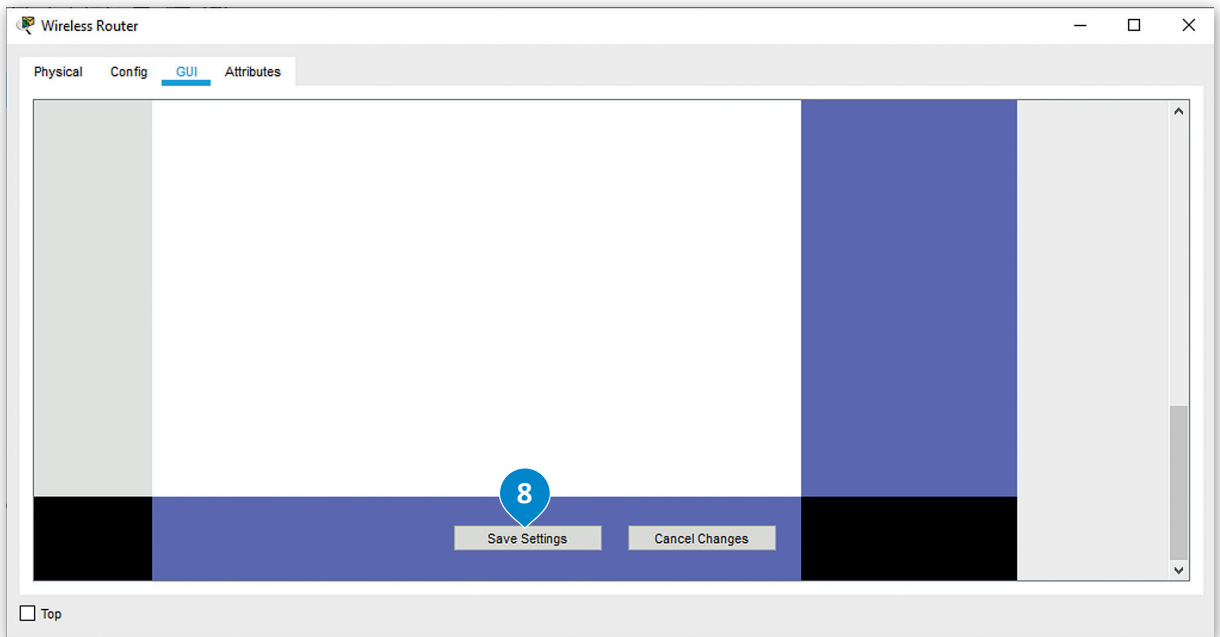 Wireless Router
Physical Config GUI Attributes
8
Save Settings Cancel Changes
Top